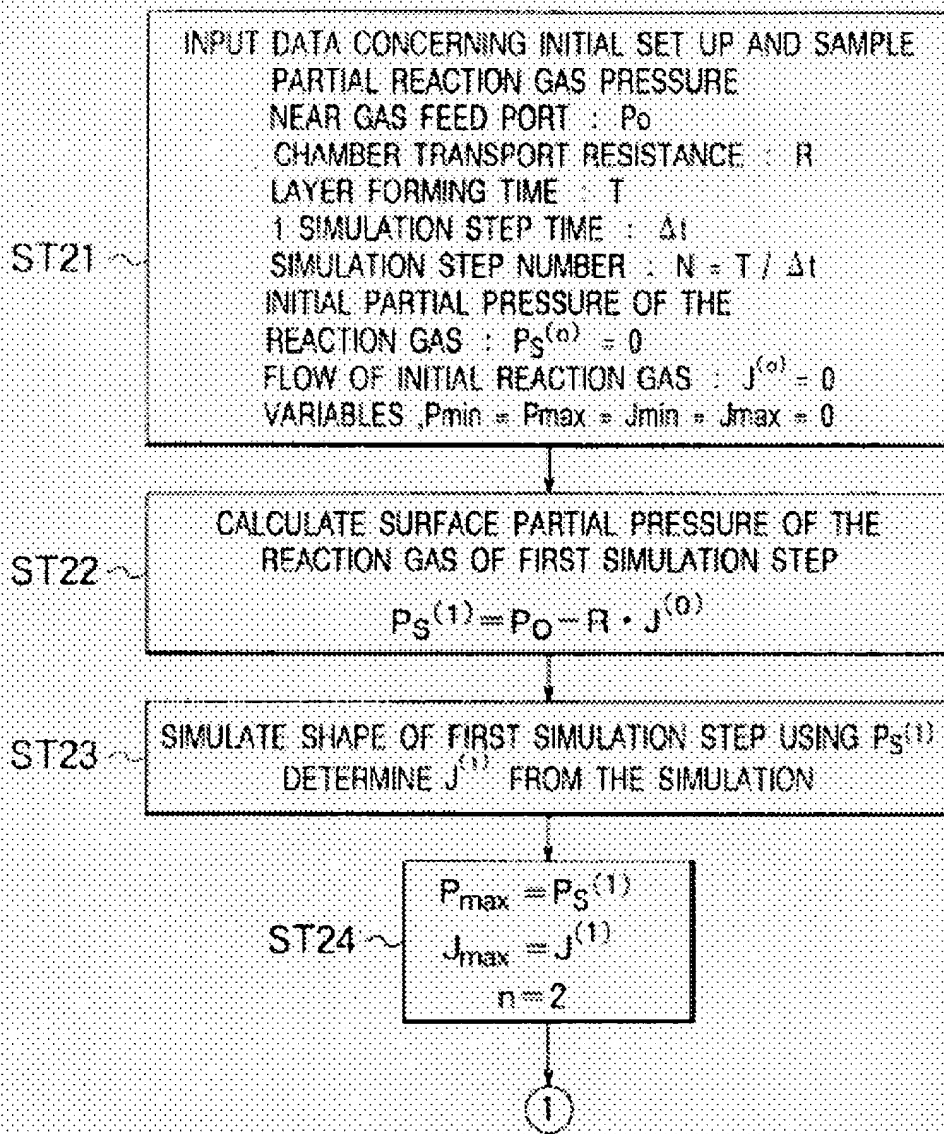 INPUT DATA CONCERNING INITIAL SET UP AND SAMPLE
PARTIAL REACTION GAS PRESSURE
NEAR GAS FEED PORT : Po
CHAMBER TRANSPORT RESISTANCE : R
LAYER FORMING TIME : T
ST21
1 SIMULATION STEP TIME : Δt
SIMULATION STEP NUMBER : N = T / Δt
INITIAL PARTIAL PRESSURE OF THE
REACTION GAS : PS(0) = 0
FLOW OF INITIAL REACTION GAS : J(0) = 0
VARIABLES ,Pmin = Pmax = Jmin = Jmax = 0
CALCULATE SURFACE PARTIAL PRESSURE OF THE
ST22
REACTION GAS OF FIRST SIMULATION STEP
PS(1) = PO − R · J(0)
ST23
SIMULATE SHAPE OF FIRST SIMULATION STEP USING PS(1)
DETERMINE J(1) FROM THE SIMULATION
Pmax = PS(1)
ST24
Jmax = J(1)
n = 2
1